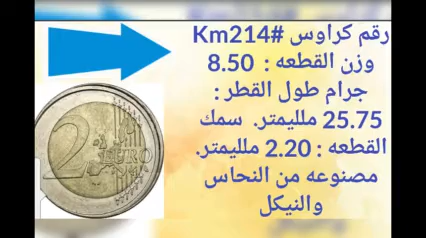 رقم كراوس #Km214
وزن القطعه : 8.50
جرام طول القطر :
25.75 ملليمتر. سمك
القطعه : 2.20 ملليمتر.
مصنوعه من النحاس
والنيكل
2 EURO